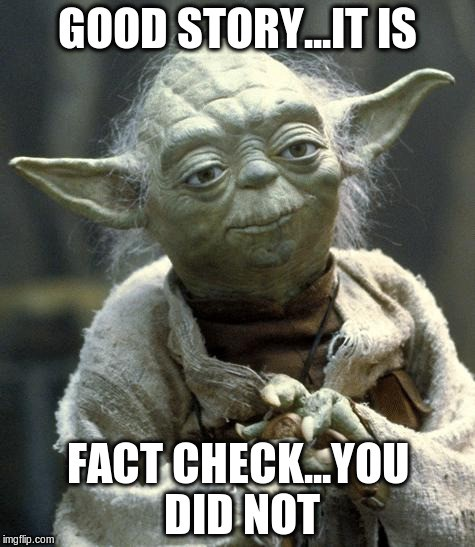 GOOD STORY...IT IS
FACT CHECK...YOU
DID NOT
imgflip.com